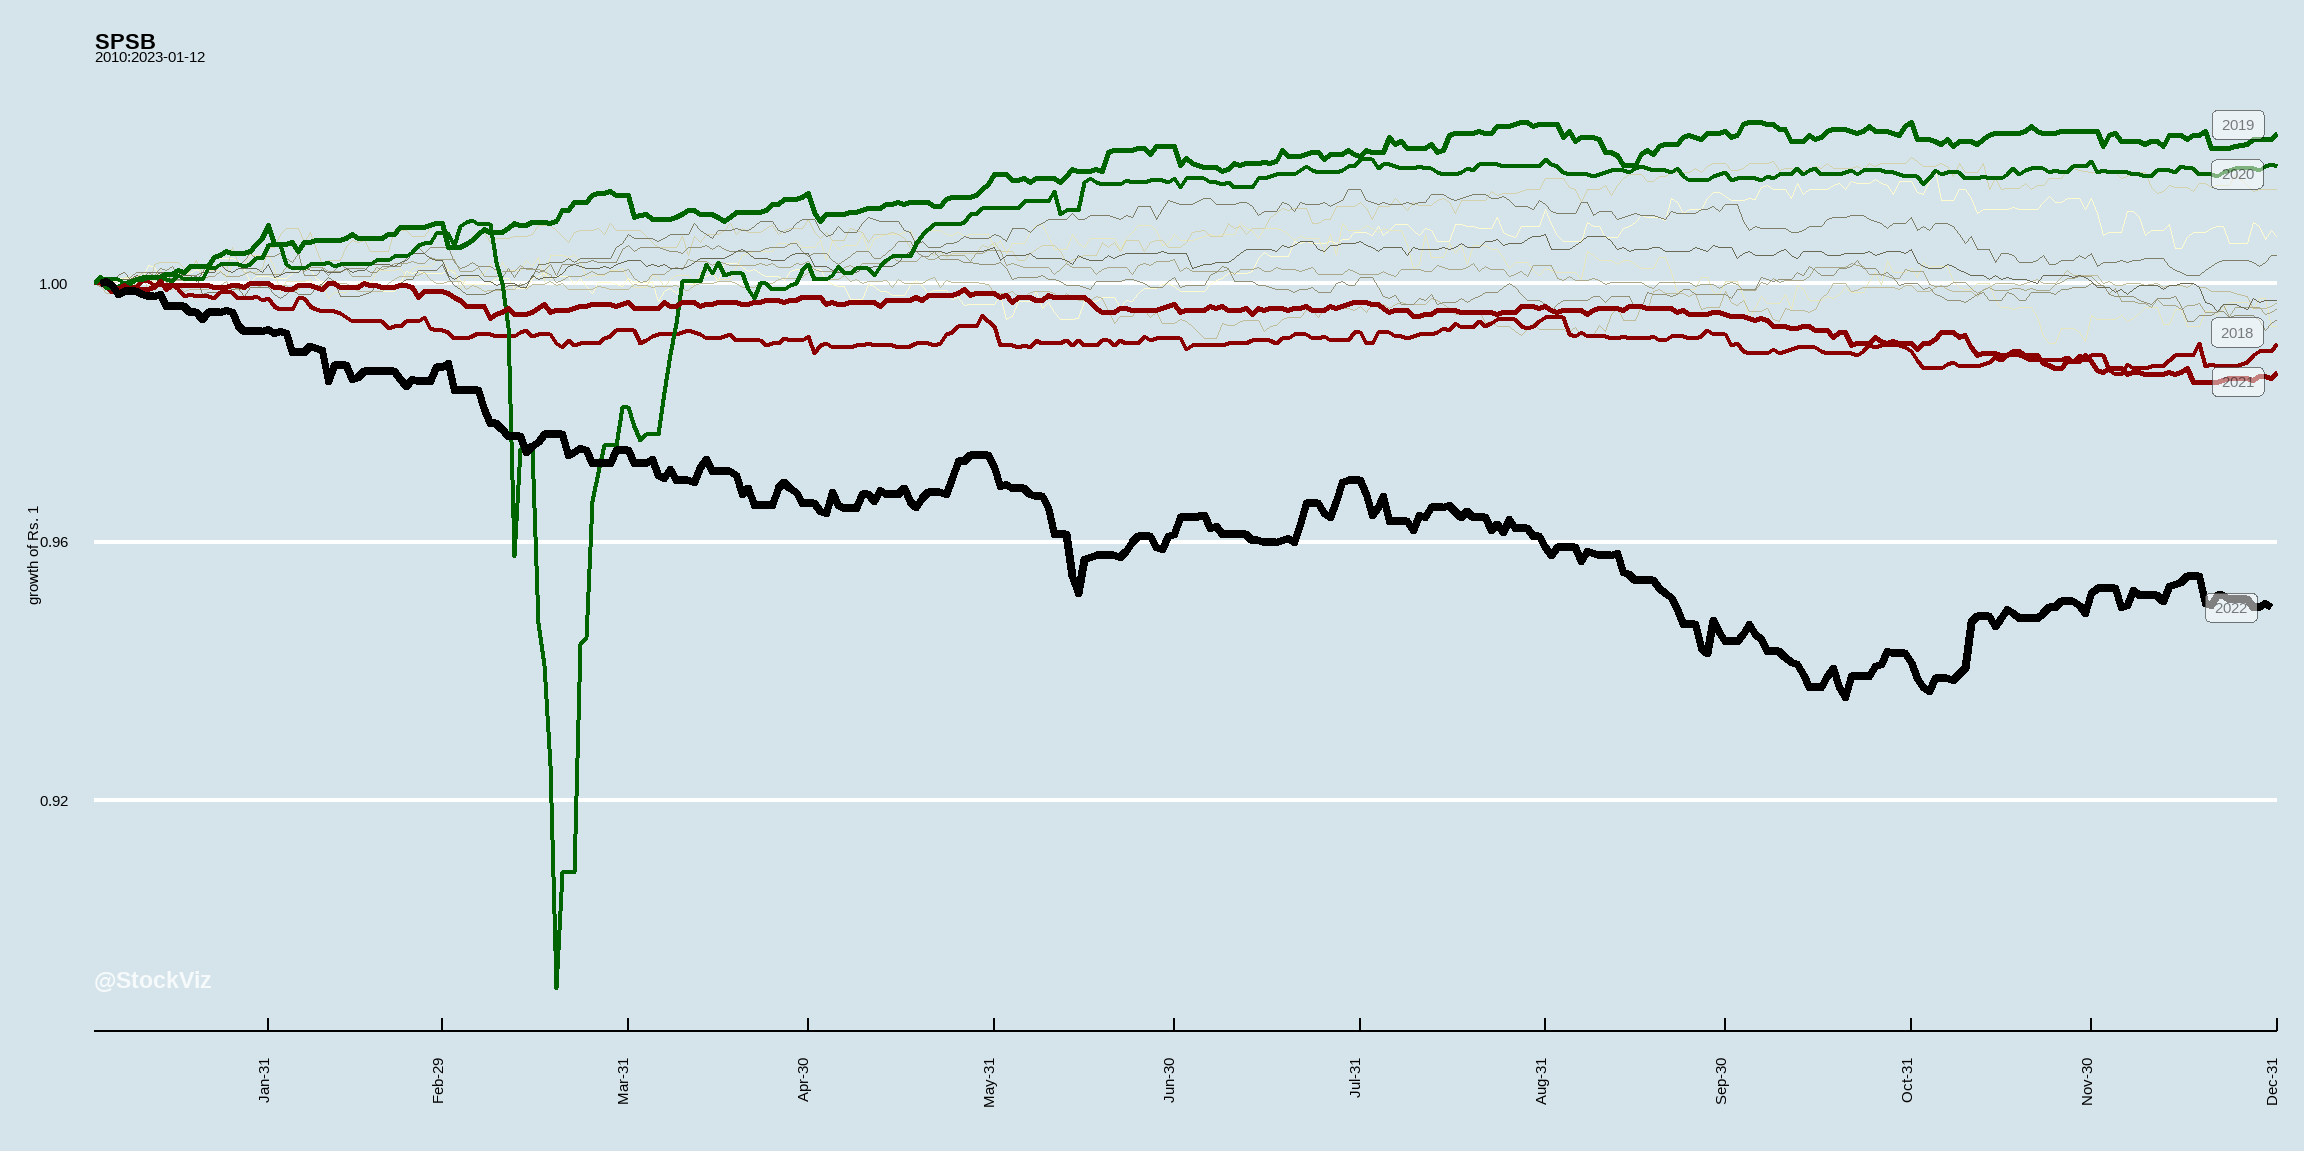 SPSB
2010:2023-01-12
2019
2020
1.00
2018
2021
growth of Rs. 1
0.96
2022
0.92
@StockViz
Jan-31
Feb-29
Mar-31
Apr-30
May-31
Jun-30
Jul-31
Aug-31
Sep-30
Oct-31
Nov-30
Dec-31